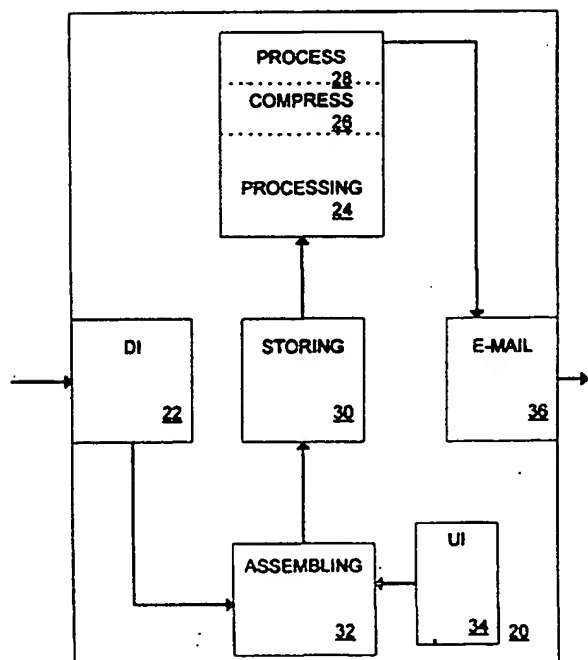 PROCESS
28
COMPRESS
26
PROCESSING
24
DI
22
STORING
30
E-MAIL
36
ASSEMBLING
32
UI
34
20